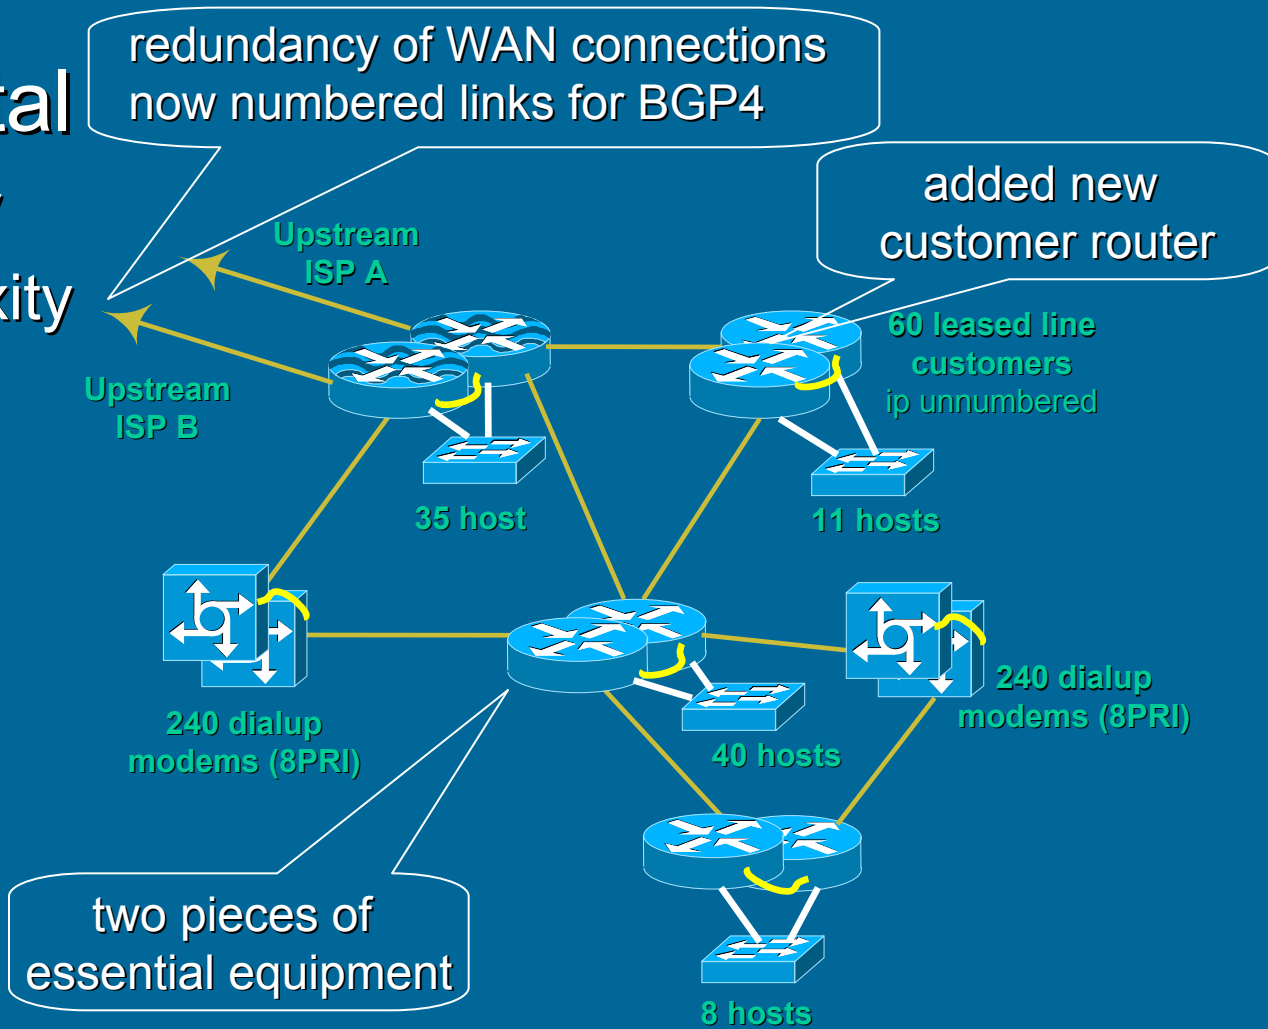 redundancy of WAN connections
now numbered links for BGP4
added new
customer router
Upstream
ISP A
60 leased line
customers
ip unnumbered
Upstream
ISP B
35 host
11 hosts
240 dialup
modems (8PRI)
240 dialup
modems (8PRI)
40 hosts
two pieces of
essential equipment
8 hosts